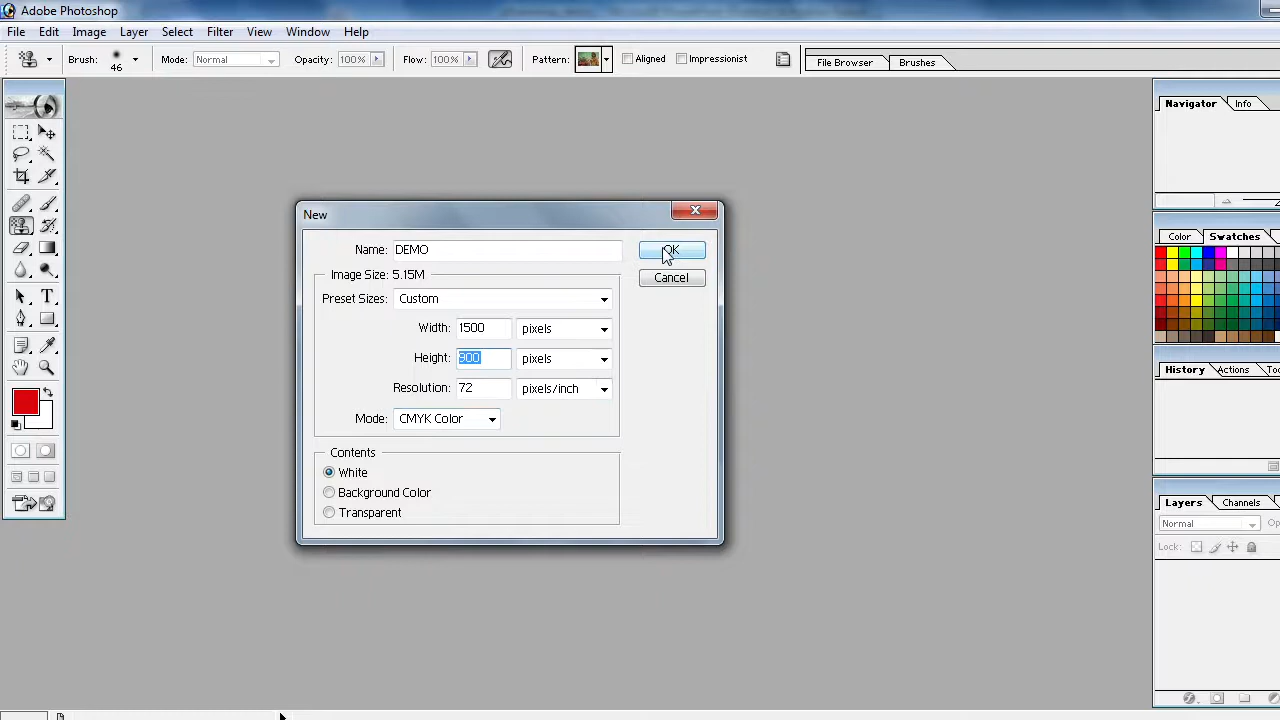 Adobe Photoshop
File Edit Image Layer Select Filter View Window Help
Brush: 46 Mode: Normal Opacity: 100% Flow: 100% Pattern: Aligned Impressionist File Browser Brushes
Navigator Info
New
Name: DEMO OK
Image Size: 5.15M Cancel
Preset Sizes: Custom
Width: 1500 pixels
Height: 900 pixels
Resolution: 72 pixels/inch
Mode: CMYK Color
Contents
White
Background Color
Transparent
Color Swatches
History Actions
Layers Channels
Normal
Lock: